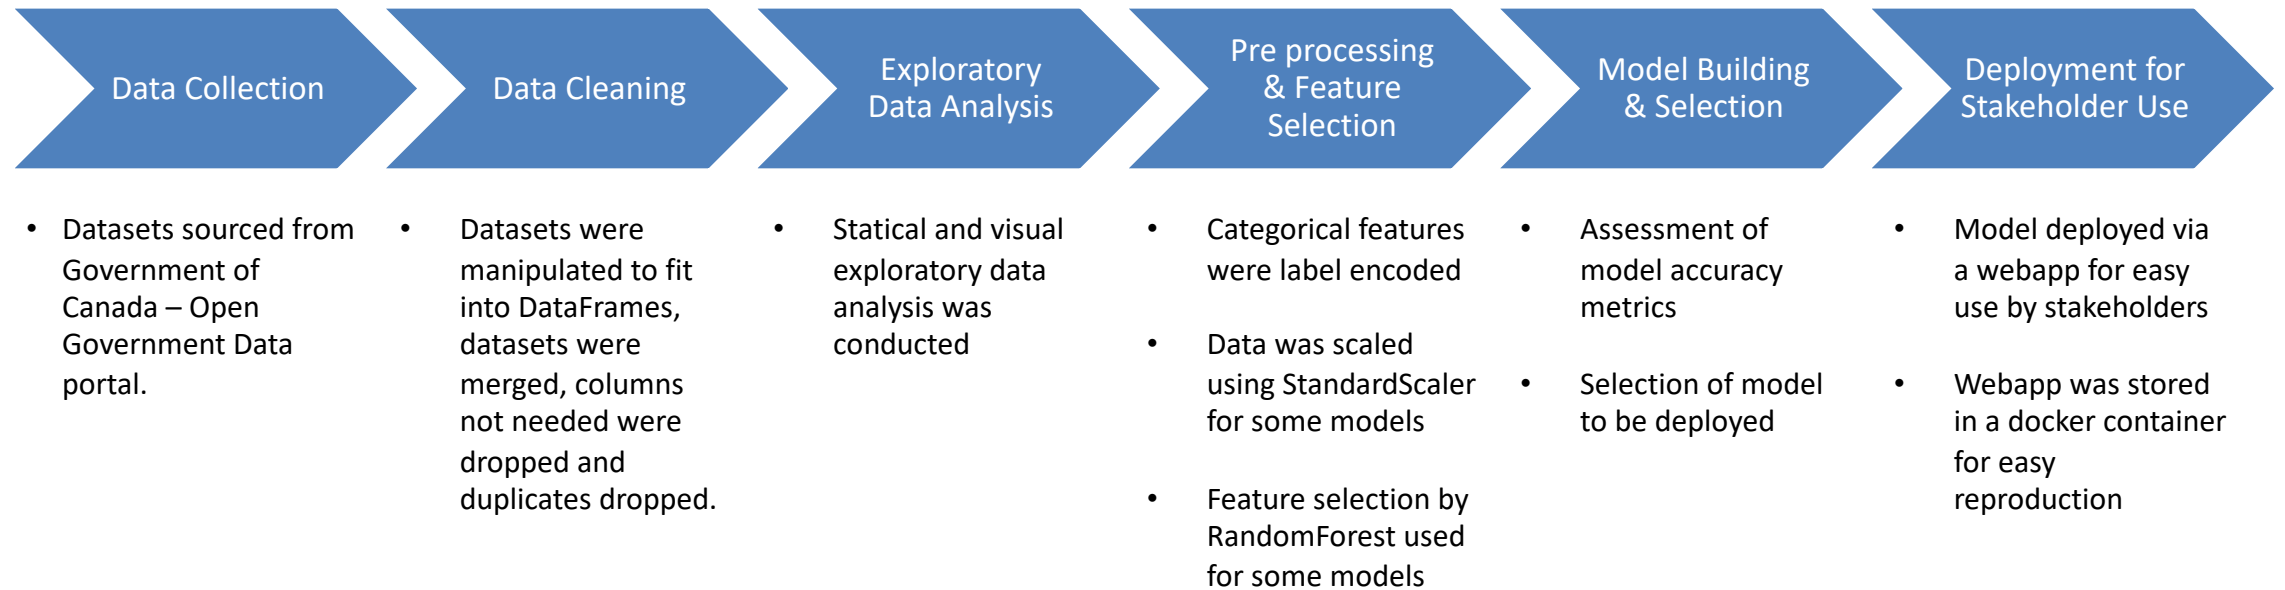 Data Collection
Data Cleaning
Exploratory
Data Analysis
Pre processing
& Feature
Selection
Model Building
& Selection
Deployment for
Stakeholder Use
• Datasets sourced from
Government of
Canada – Open
Government Data
portal.
• Datasets were
manipulated to fit
into DataFrames,
datasets were
merged, columns
not needed were
dropped and
duplicates dropped.
• Statical and visual
exploratory data
analysis was
conducted
• Categorical features
were label encoded
• Data was scaled
using StandardScaler
for some models
• Feature selection by
RandomForest used
for some models
• Assessment of
model accuracy
metrics
• Selection of model
to be deployed
• Model deployed via
a webapp for easy
use by stakeholders
• Webapp was stored
in a docker container
for easy
reproduction